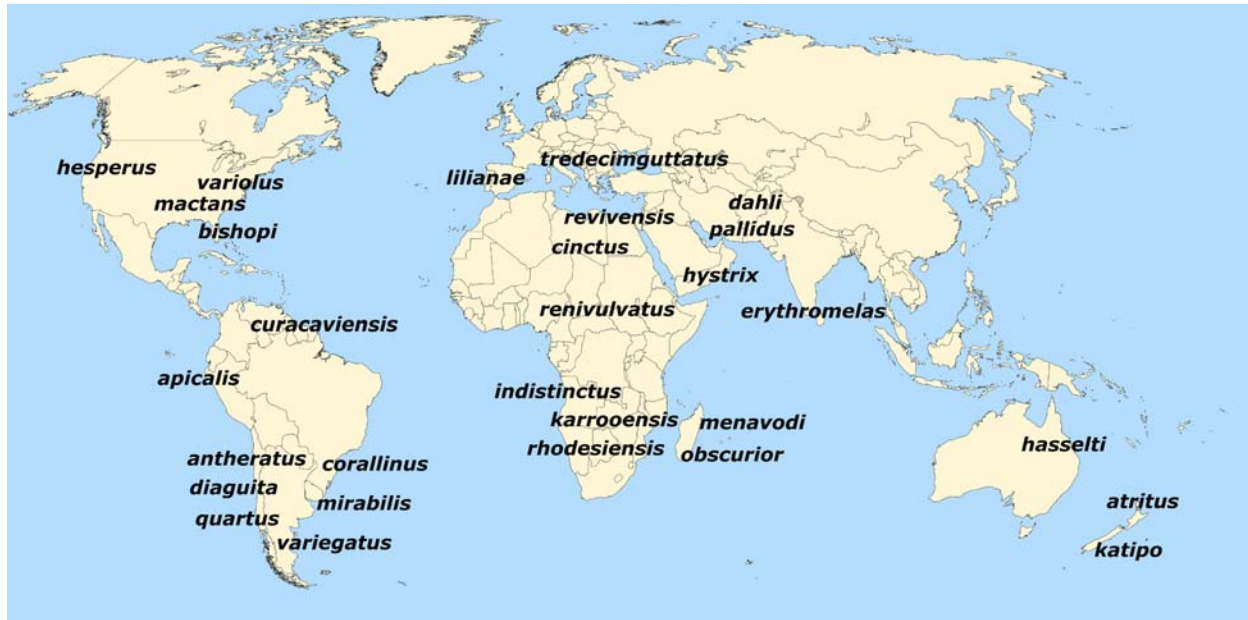 hesperus
variolus
mactans
bishopi
curacaviensis
apicalis
antheratus
corallinus
diaguita
mirabilis
quartus
variegatus
tredecimguttatus
lilianae
revivensis
cinctus
dahli
pallidus
hystrix
renivulvatus
erythromelas
indistinctus
karrooensis
menavodi
rhodesiensis
obscurior
hasselti
atritus
katipo